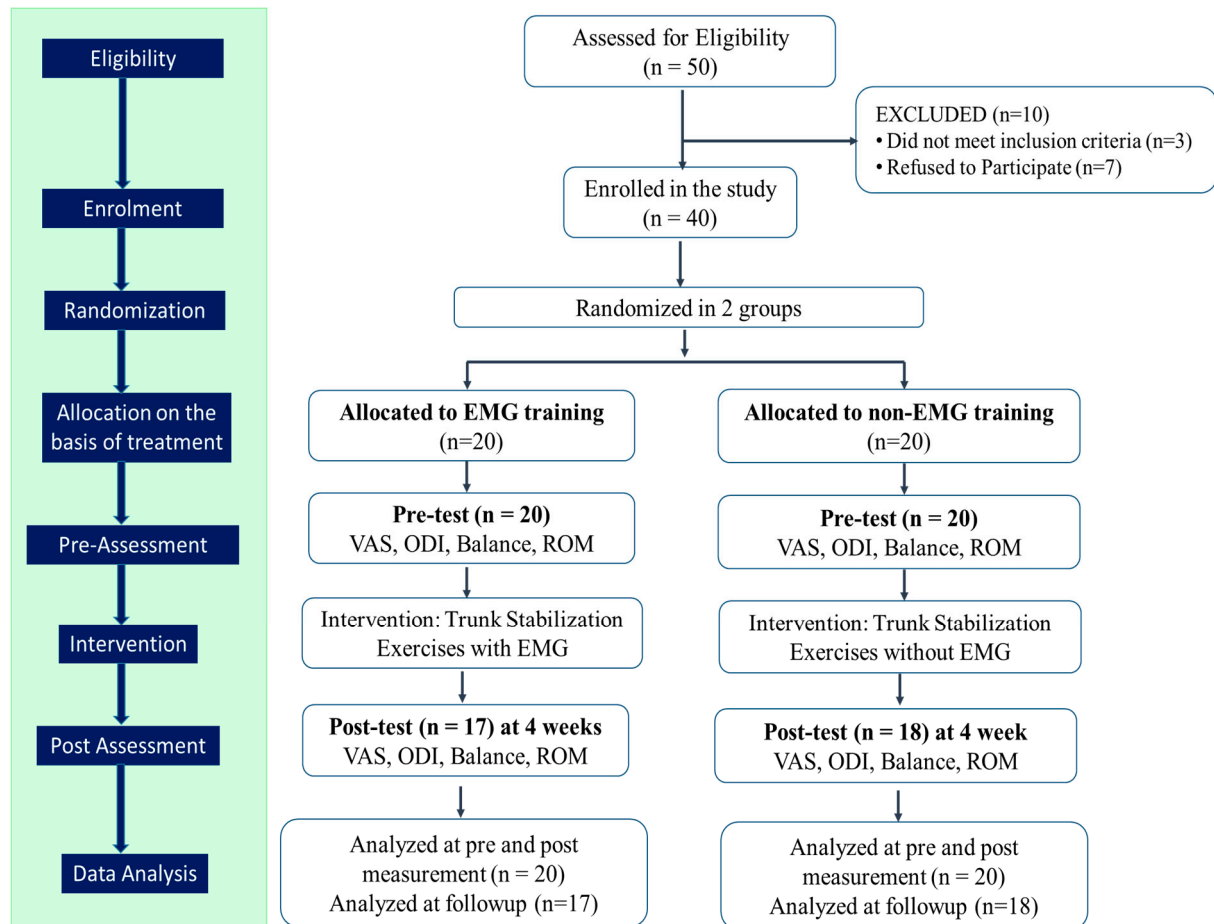 Eligibility
Enrolment
Randomization
Allocation on the
basis of treatment
Pre-Assessment
Intervention
Post Assessment
Data Analysis
Assessed for Eligibility
(n = 50)
EXCLUDED (n=10)
• Did not meet inclusion criteria (n=3)
• Refused to Participate (n=7)
Enrolled in the study
(n = 40)
Randomized in 2 groups
Allocated to EMG training
(n=20)
Pre-test (n = 20)
VAS, ODI, Balance, ROM
Intervention: Trunk Stabilization
Exercises with EMG
Post-test (n = 17) at 4 weeks
VAS, ODI, Balance, ROM
Analyzed at pre and post
measurement (n = 20)
Analyzed at followup (n=17)
Allocated to non-EMG training
(n=20)
Pre-test (n = 20)
VAS, ODI, Balance, ROM
Intervention: Trunk Stabilization
Exercises without EMG
Post-test (n = 18) at 4 week
VAS, ODI, Balance, ROM
Analyzed at pre and post
measurement (n = 20)
Analyzed at followup (n=18)